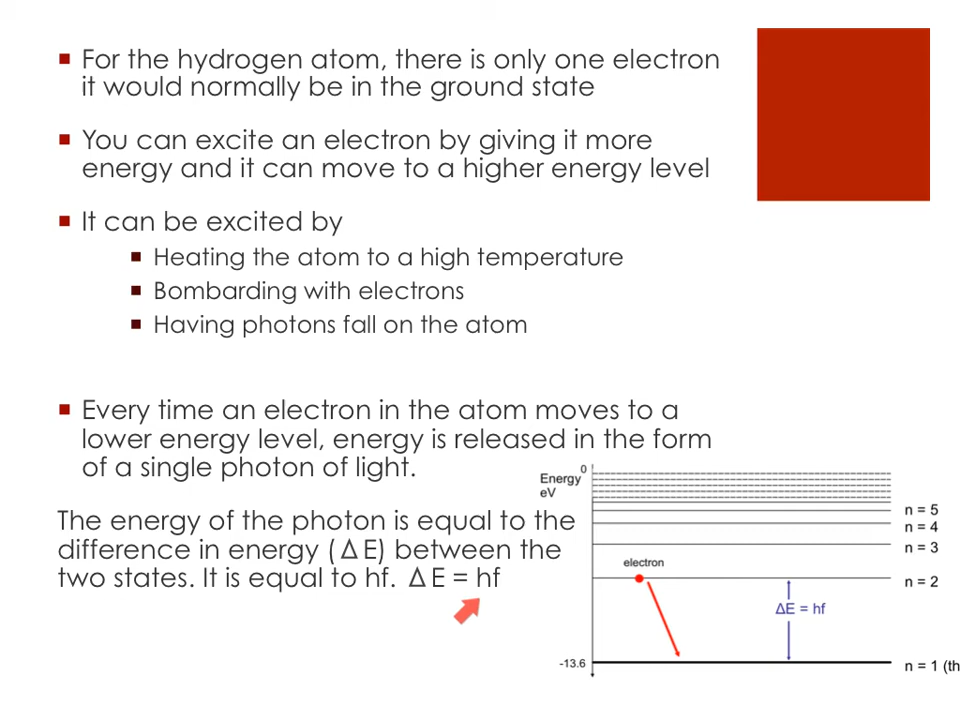 For the hydrogen atom, there is only one electron
it would normally be in the ground state
You can excite an electron by giving it more
energy and it can move to a higher energy level
It can be excited by
Heating the atom to a high temperature
Bombarding with electrons
Having photons fall on the atom
Every time an electron in the atom moves to a
lower energy level, energy is released in the form
of a single photon of light.
The energy of the photon is equal to the
difference in energy (ΔE) between the
two states. It is equal to hf. ΔE = hf
0
Energy
eV
n = 5
n = 4
n = 3
electron
n = 2
ΔE = hf
-13.6
n = 1 (th